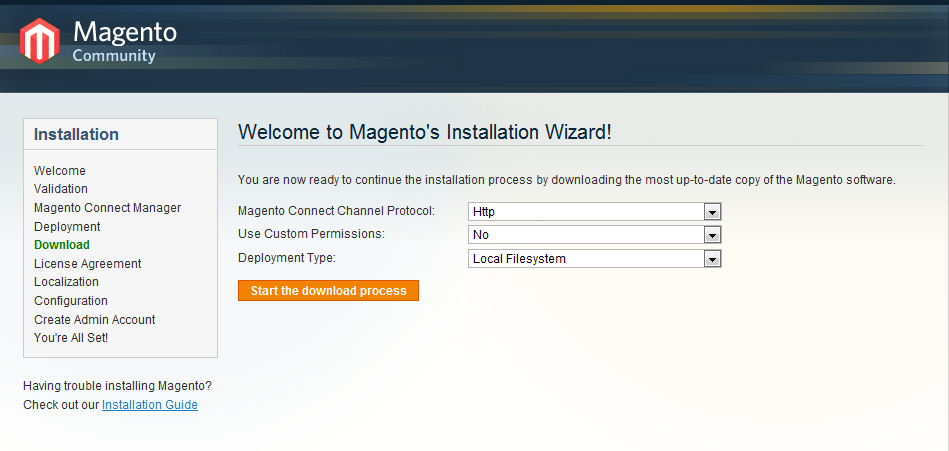 Magento
Community
Installation
Welcome
Validation
Magento Connect Manager
Deployment
Download
License Agreement
Localization
Configuration
Create Admin Account
You're All Set!
Having trouble installing Magento?
Check out our Installation Guide
Welcome to Magento's Installation Wizard!
You are now ready to continue the installation process by downloading the most up-to-date copy of the Magento software.
Magento Connect Channel Protocol: Http
Use Custom Permissions: No
Deployment Type: Local Filesystem
Start the download process